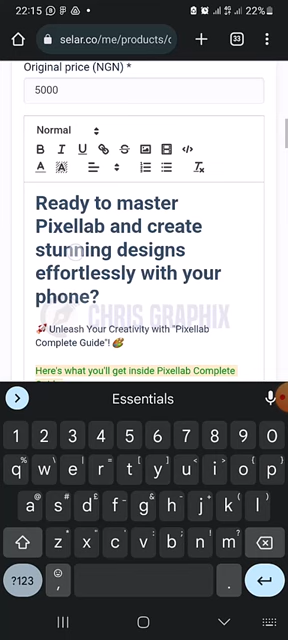 22:15
22%
selar.co/me/products/c
33
Original price (NGN) *
5000
Normal
B I U S </>
A A Tx
Ready to master
Pixellab and create
stunning designs
effortlessly with your
phone?
CHRIS GRAPHIX
🚀 Unleash Your Creativity with "Pixellab
Complete Guide"! 🎨
Here's what you'll get inside Pixellab Complete
Essentials
1 2 3 4 5 6 7 8 9 0
q% w\ e| r= t[ y] u< i> o{ p}
a@ s# d£ f_ g& h- j+ k( l)
z* x" c' v: b; n! m?
?123 , .